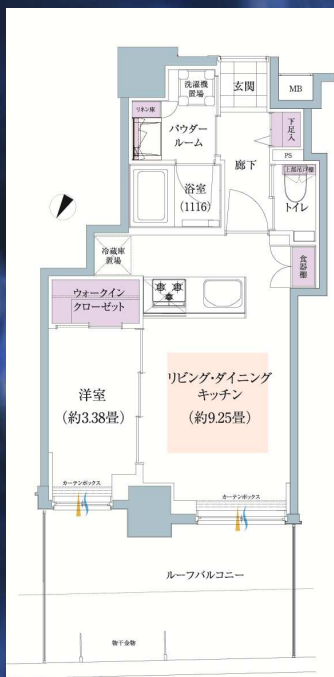 洗濯機
置場
玄関
MB
リネン庫
パウダー
ルーム
下足入
PS
廊下
上部吊戸棚
トイレ
浴室
(1116)
冷蔵庫
置場
食器棚
ウォークイン
クローゼット
洋室
(約3.38畳)
リビング・ダイニング
キッチン
(約9.25畳)
カーテンボックス
カーテンボックス
ルーフバルコニー
物干金物